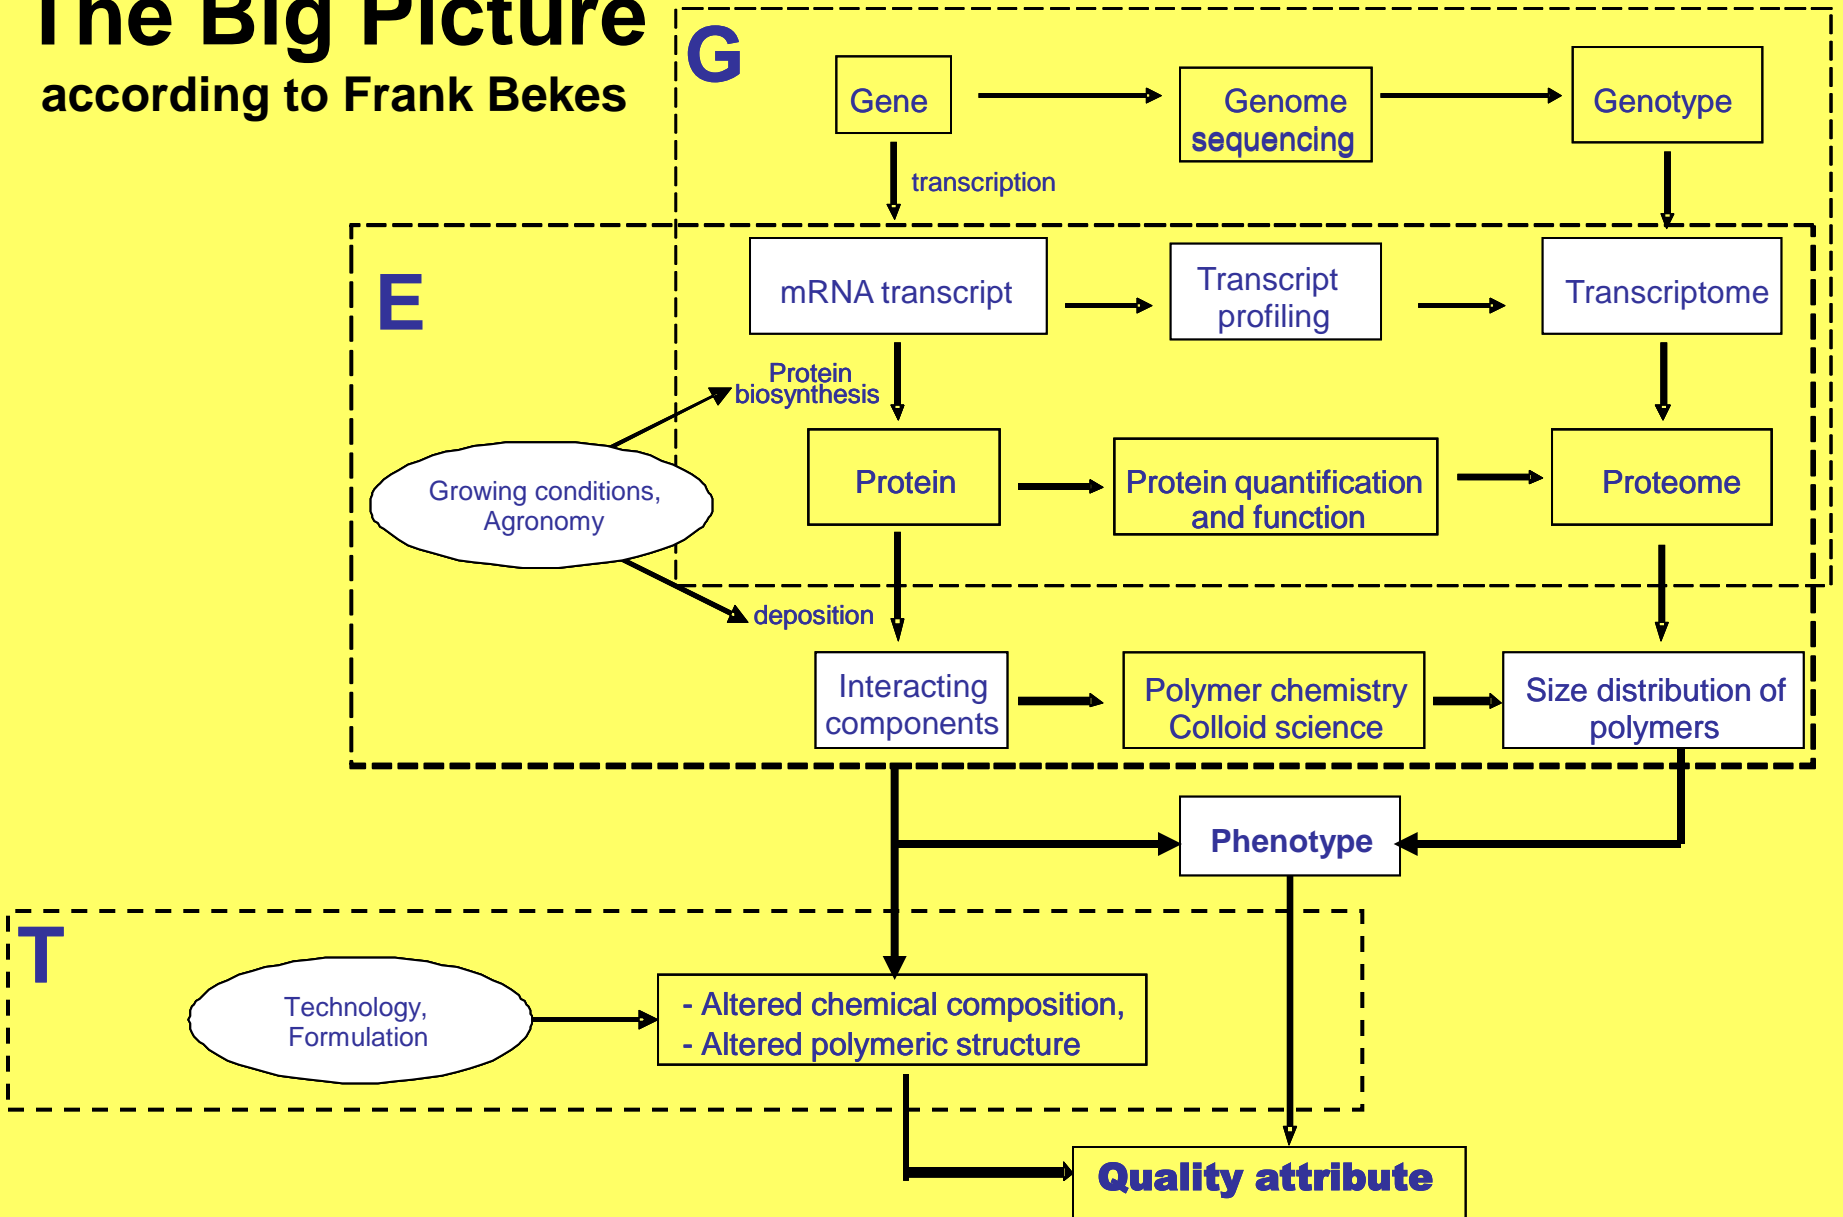 The Big Picture
according to Frank Bekes
G
Gene
Genome
sequencing
Genotype
transcription
E
mRNA transcript
Transcript
profiling
Transcriptome
Protein
biosynthesis
Growing conditions,
Agronomy
Protein
Protein quantification
and function
Proteome
deposition
Interacting
components
Polymer chemistry
Colloid science
Size distribution of
polymers
Phenotype
T
Technology,
Formulation
- Altered chemical composition,
- Altered polymeric structure
Quality attribute